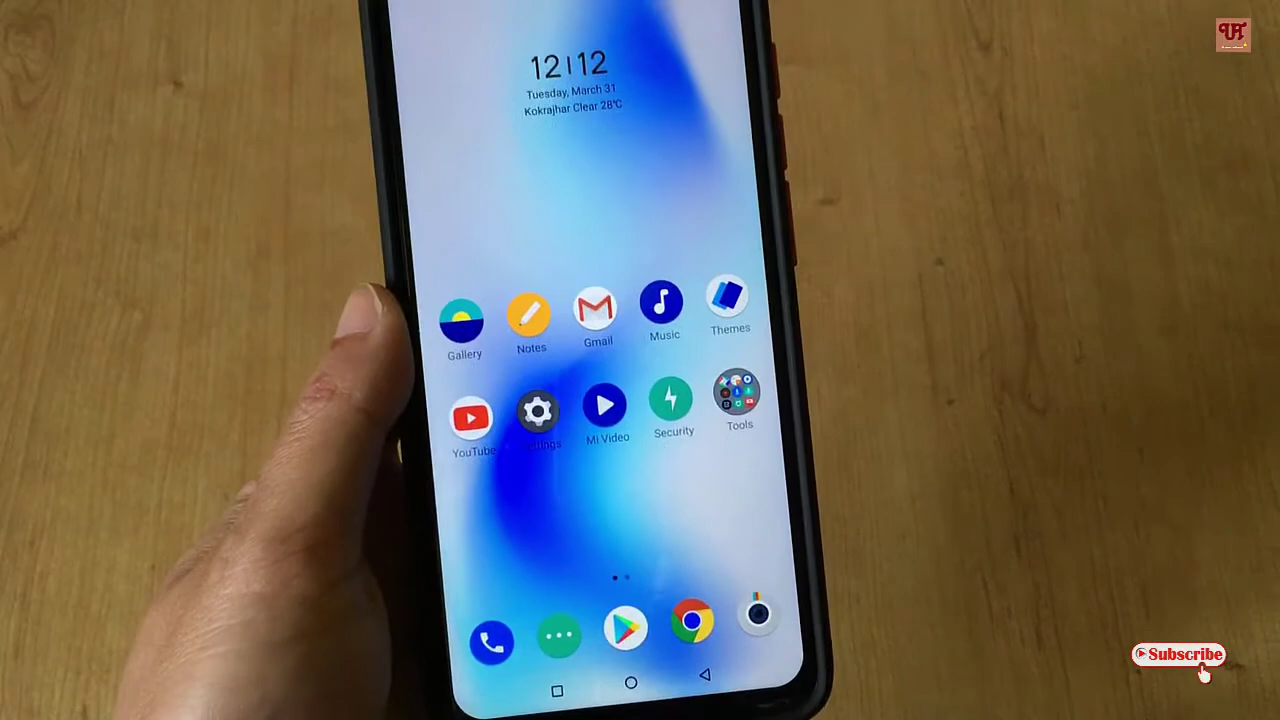 12|12
Tuesday, March 31
Kokrajhar Clear 28°C
Gallery
Notes
Gmail
Music
Themes
YouTube
Mi Video
Security
Tools
Subscribe